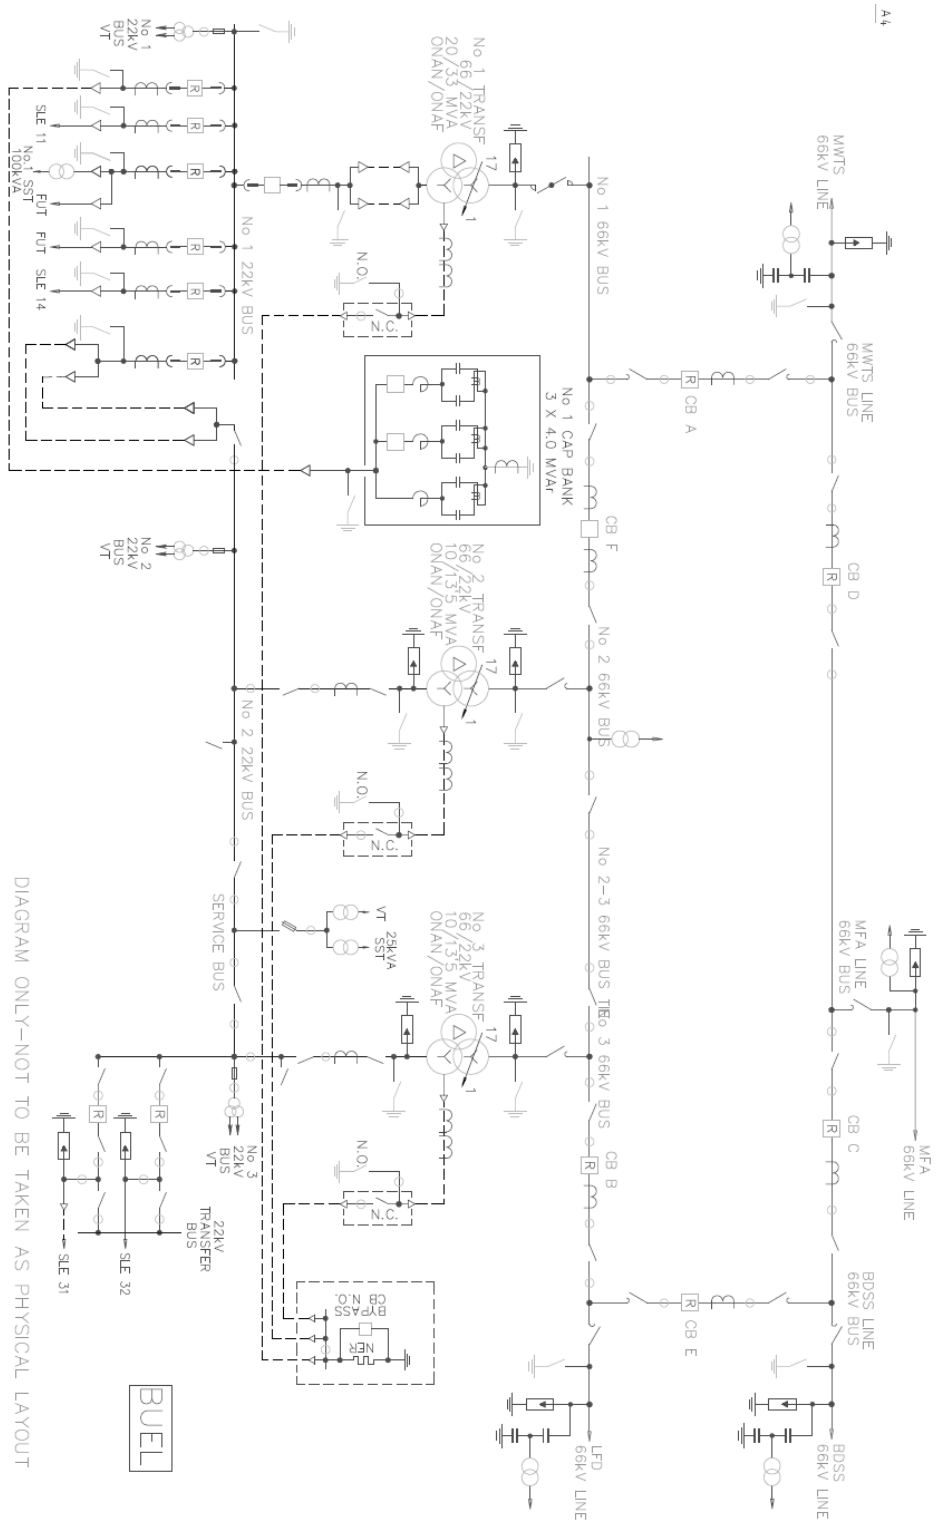 A4
MWTS
66kV LINE
MWTS LINE
66kV BUS
CB D
MFA LINE
66kV BUS
MFA
66kV LINE
CB C
BDSS LINE
66kV BUS
BDSS
66kV LINE
CB A
CB E
No 1 66kV BUS
CB F
No 2 66kV BUS
No 2-3 66kV BUS TIE
No 3 66kV BUS
CB B
LFD
66kV LINE
No 1 TRANSF
66/22kV
20/33 MVA
ONAN/ONAF
17
1
N.O.
N.C.
No 1 CAP BANK
3 X 4.0 MVAr
No 2 TRANSF
66/22kV
10/13.5 MVA
ONAN/ONAF
17
1
N.O.
N.C.
No 3 TRANSF
66/22kV
10/13.5 MVA
ONAN/ONAF
17
1
N.O.
N.C.
BYPASS
CB N.O.
NER
VT
25kVA
SST
No 1 22kV BUS
No 2 22kV BUS
SERVICE BUS
No 1
22kV
BUS
VT
R
R
R
R
R
R
SLE 11
No.1 SST
100kVA
FUT
FUT
SLE 14
No 2
22kV
BUS
VT
No 3
22kV
BUS
VT
R
R
R
R
R
R
R
22kV
TRANSFER
BUS
SLE 31
SLE 32
BUEL
DIAGRAM ONLY-NOT TO BE TAKEN AS PHYSICAL LAYOUT